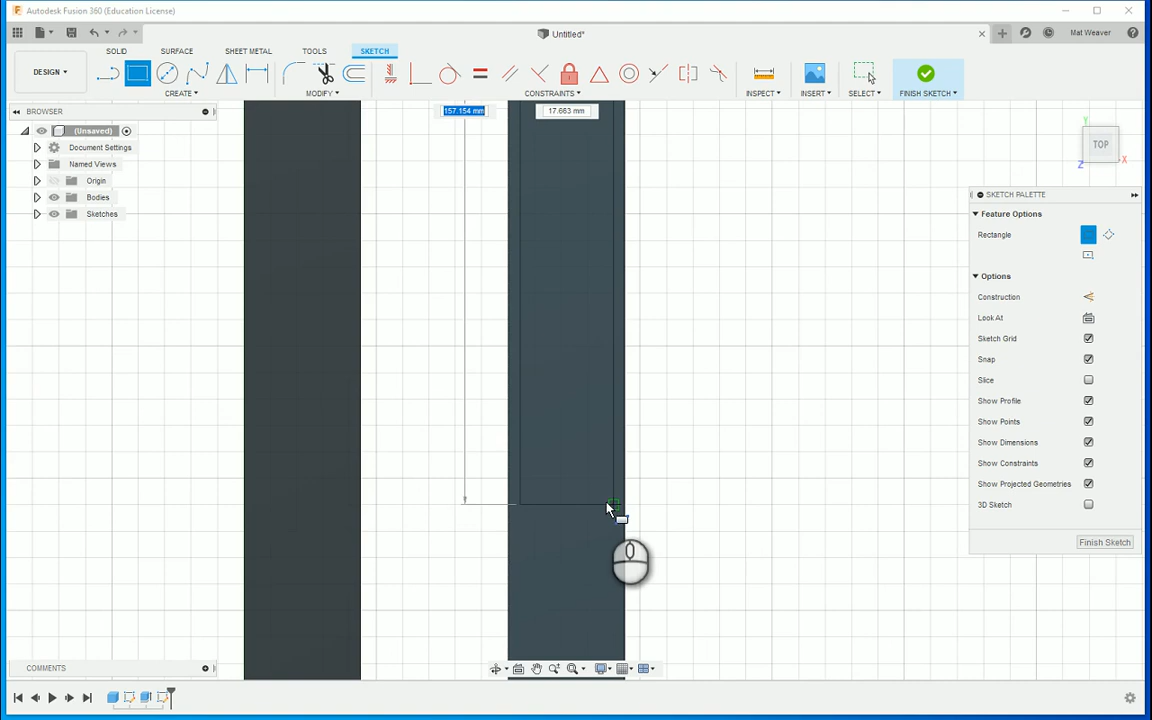 Autodesk Fusion 360 (Education License)
Untitled*
Mat Weaver
DESIGN
SOLID
SURFACE
SHEET METAL
TOOLS
SKETCH
CREATE
MODIFY
CONSTRAINTS
INSPECT
INSERT
SELECT
FINISH SKETCH
BROWSER
(Unsaved)
Document Settings
Named Views
Origin
Bodies
Sketches
157.154 mm
17.663 mm
TOP
Y
X
Z
SKETCH PALETTE
Feature Options
Rectangle
Options
Construction
Look At
Sketch Grid
Snap
Slice
Show Profile
Show Points
Show Dimensions
Show Constraints
Show Projected Geometries
3D Sketch
Finish Sketch
COMMENTS